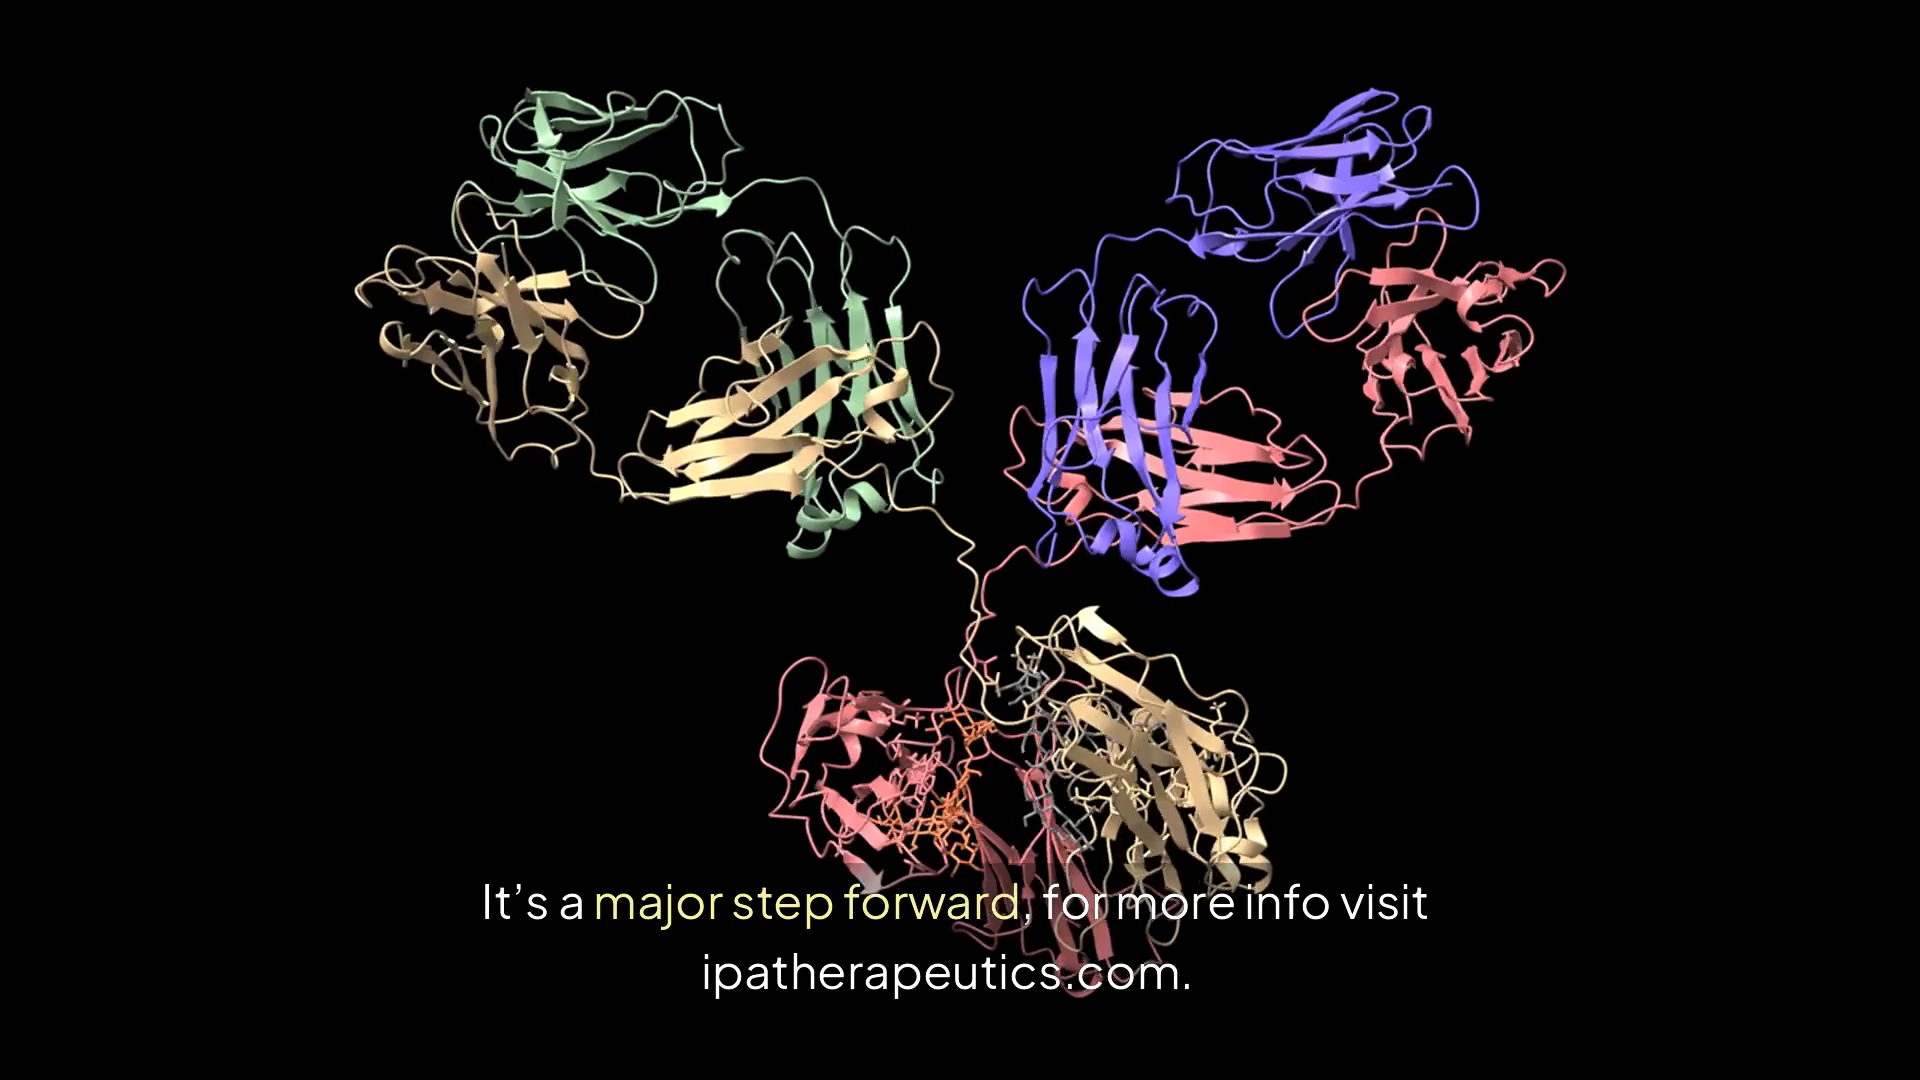 It’s a major step forward, for more info visit
ipatherapeutics.com.